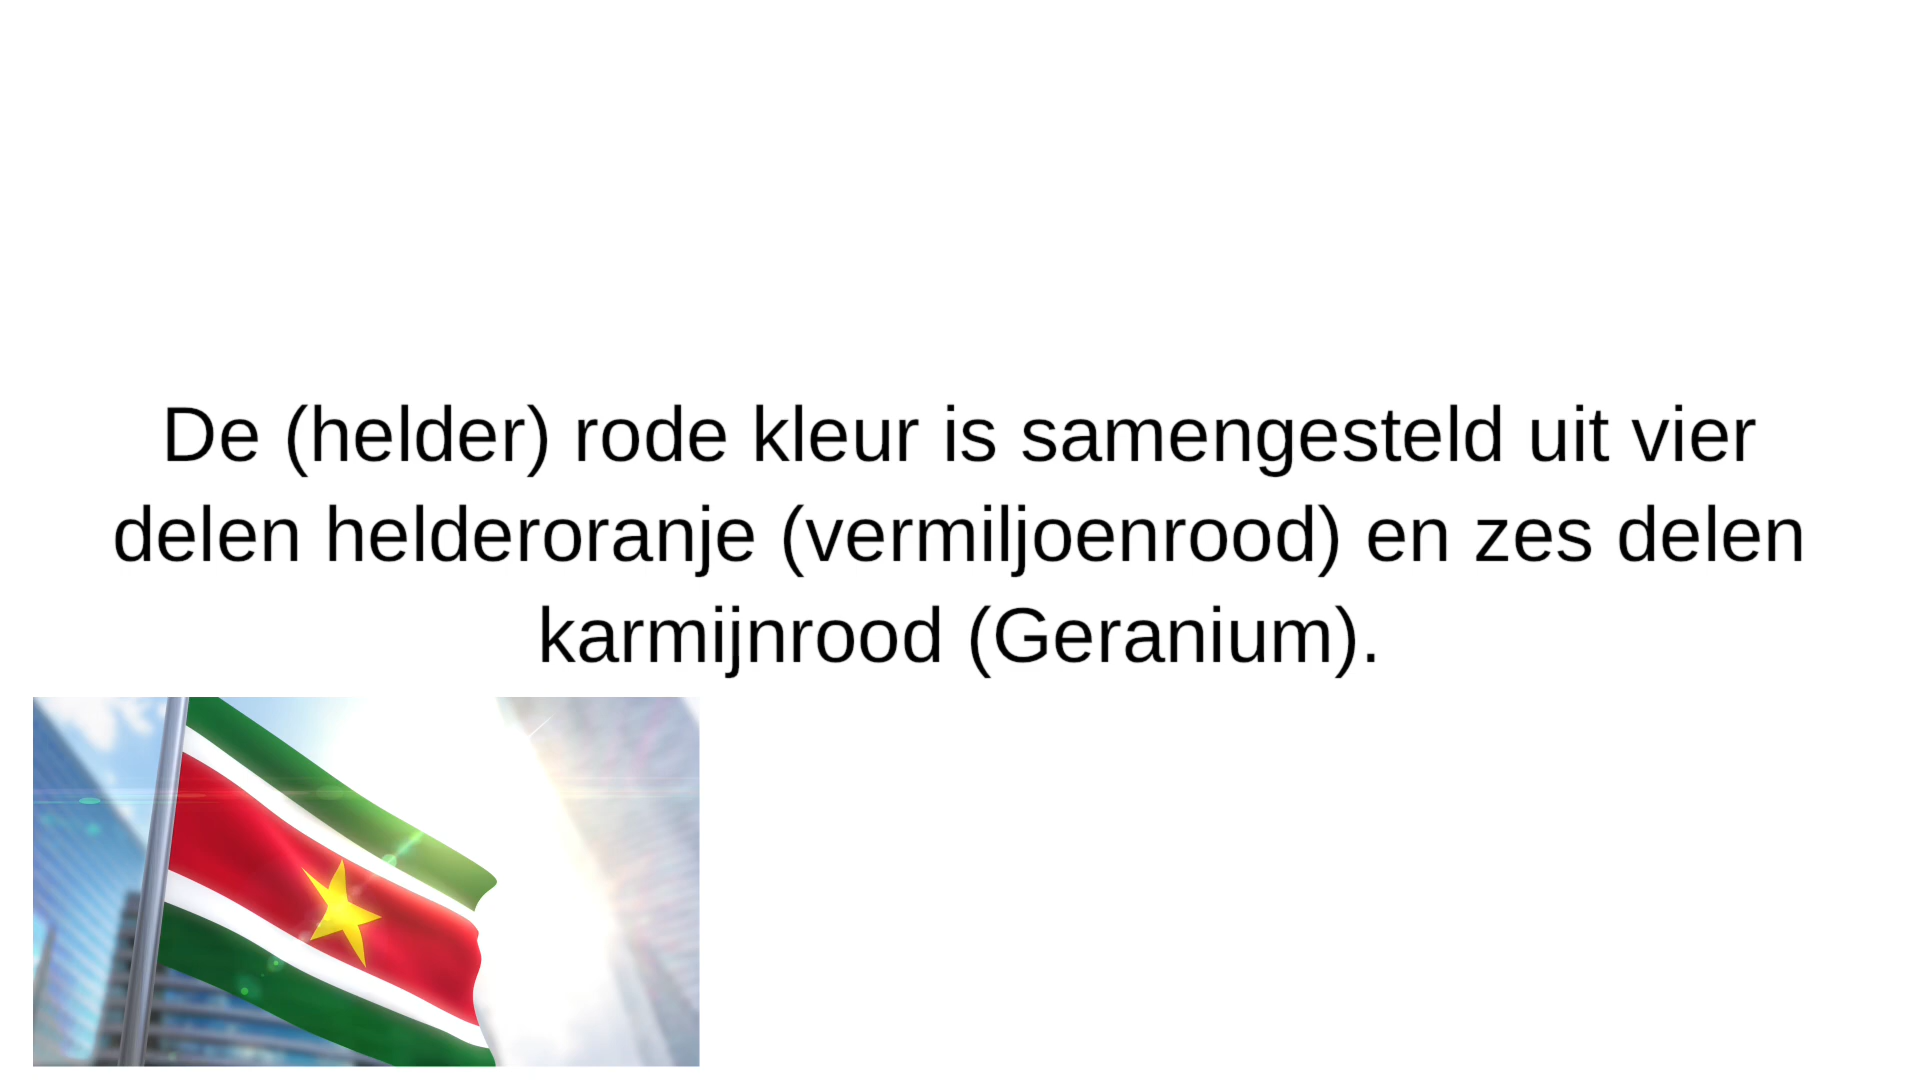 De (helder) rode kleur is samengesteld uit vier
delen helderoranje (vermiljoenrood) en zes delen
karmijnrood (Geranium).